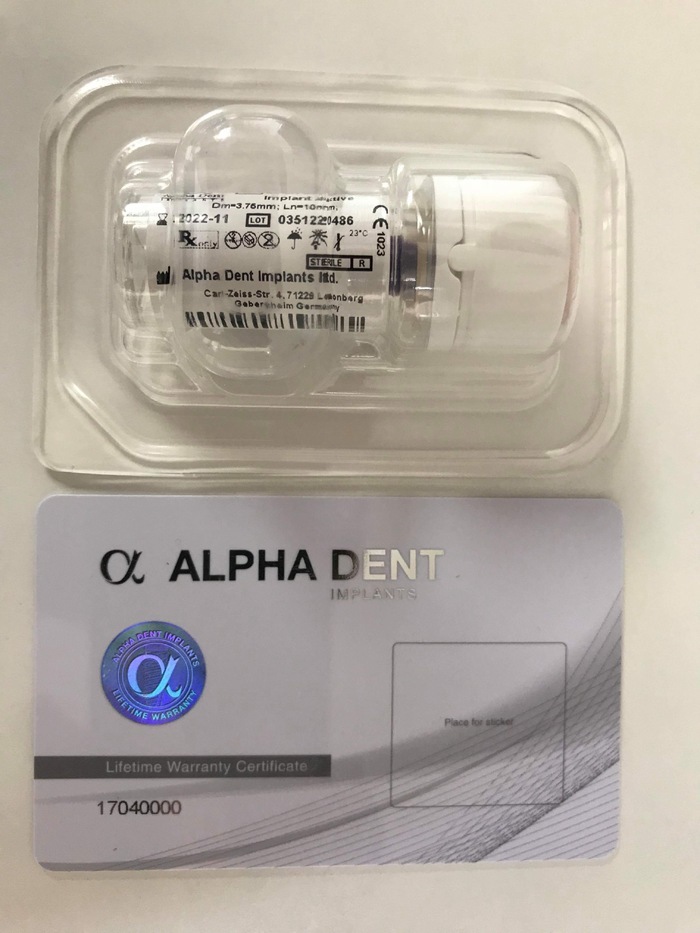 Implant Active
Dm=3.75mm; Ln=10mm.
2022-11 LOT 0351220486
CE 1023
Rx only
23°C
STERILE R
Alpha Dent Implants ltd.
Carl-Zeiss-Str. 4, 71229 Leonberg
Gebersheim Germany
α ALPHA DENT
IMPLANTS
ALPHA DENT IMPLANTS
α
LIFETIME WARRANTY
Place for sticker
Lifetime Warranty Certificate
17040000